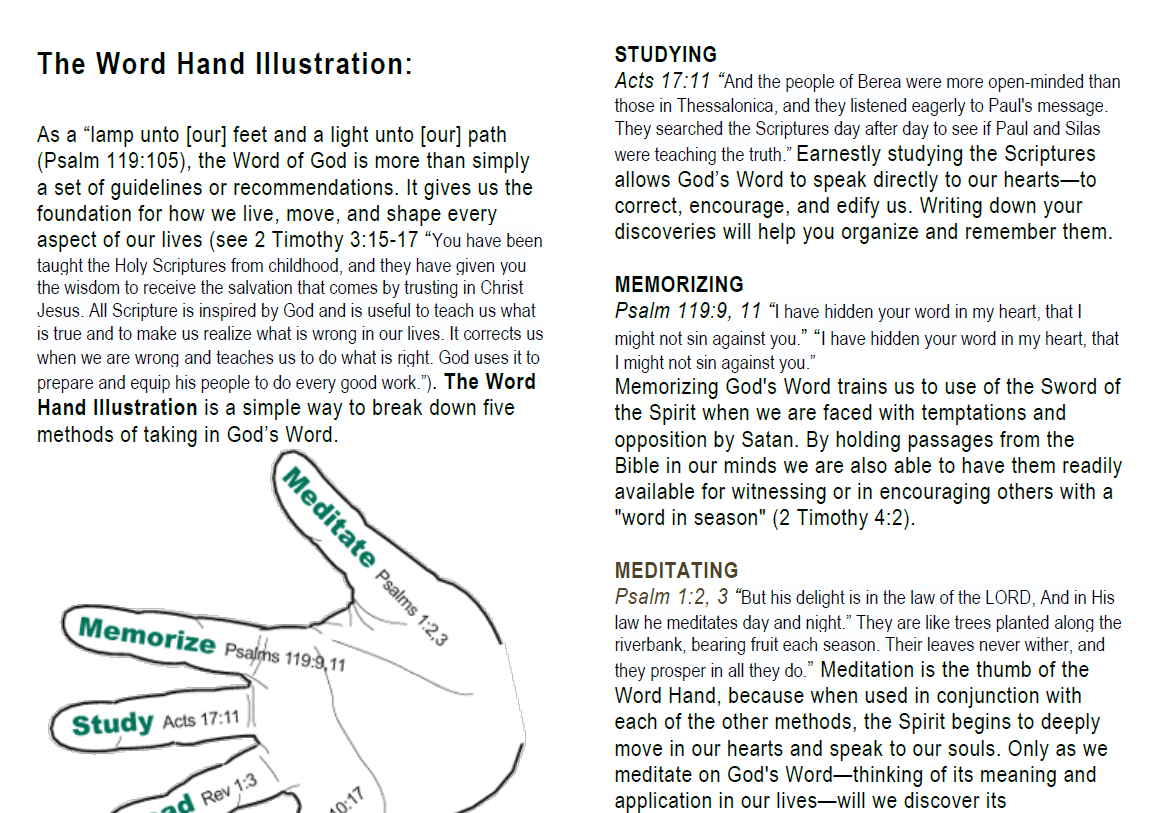 The Word Hand Illustration:
As a “lamp unto [our] feet and a light unto [our] path
(Psalm 119:105), the Word of God is more than simply
a set of guidelines or recommendations. It gives us the
foundation for how we live, move, and shape every
aspect of our lives (see 2 Timothy 3:15-17 “You have been
taught the Holy Scriptures from childhood, and they have given you
the wisdom to receive the salvation that comes by trusting in Christ
Jesus. All Scripture is inspired by God and is useful to teach us what
is true and to make us realize what is wrong in our lives. It corrects us
when we are wrong and teaches us to do what is right. God uses it to
prepare and equip his people to do every good work.”). The Word
Hand Illustration is a simple way to break down five
methods of taking in God’s Word.
Meditate Psalms 1:2,3
Memorize Psalms 119:9,11
Study Acts 17:11
ad Rev 1:3
10:17
STUDYING
Acts 17:11 “And the people of Berea were more open-minded than
those in Thessalonica, and they listened eagerly to Paul's message.
They searched the Scriptures day after day to see if Paul and Silas
were teaching the truth.” Earnestly studying the Scriptures
allows God’s Word to speak directly to our hearts—to
correct, encourage, and edify us. Writing down your
discoveries will help you organize and remember them.
MEMORIZING
Psalm 119:9, 11 “I have hidden your word in my heart, that I
might not sin against you.” “I have hidden your word in my heart, that
I might not sin against you.”
Memorizing God's Word trains us to use of the Sword of
the Spirit when we are faced with temptations and
opposition by Satan. By holding passages from the
Bible in our minds we are also able to have them readily
available for witnessing or in encouraging others with a
"word in season" (2 Timothy 4:2).
MEDITATING
Psalm 1:2, 3 “But his delight is in the law of the LORD, And in His
law he meditates day and night.” They are like trees planted along the
riverbank, bearing fruit each season. Their leaves never wither, and
they prosper in all they do.” Meditation is the thumb of the
Word Hand, because when used in conjunction with
each of the other methods, the Spirit begins to deeply
move in our hearts and speak to our souls. Only as we
meditate on God's Word—thinking of its meaning and
application in our lives—will we discover its